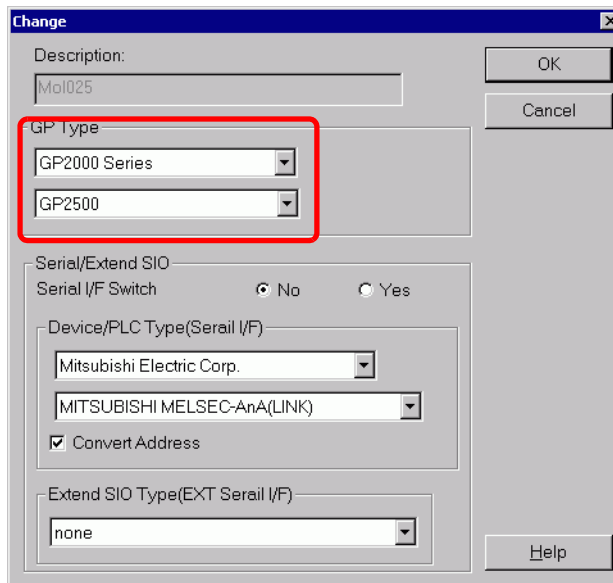 Change
Description:
Mol025
OK
Cancel
GP Type
GP2000 Series
GP2500
Serial/Extend SIO
Serial I/F Switch
No
Yes
Device/PLC Type(Serail I/F)
Mitsubishi Electric Corp.
MITSUBISHI MELSEC-AnA(LINK)
Convert Address
Extend SIO Type(EXT Serail I/F)
none
Help